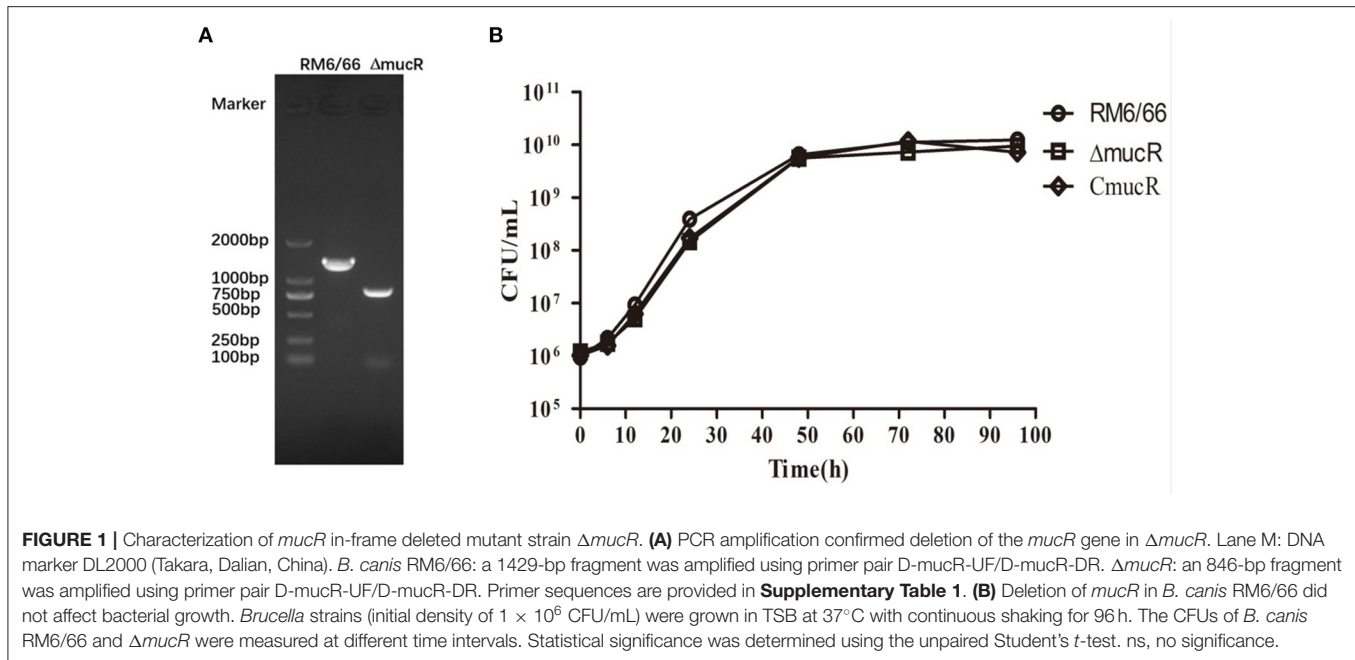 A
RM6/66 ΔmucR
Marker
2000bp
1000bp
750bp
500bp
250bp
100bp
B
10¹¹
10¹⁰
10⁹
10⁸
10⁷
10⁶
10⁵
CFU/mL
0 10 20 30 40 50 60 70 80 90 100
Time(h)
RM6/66
ΔmucR
CmucR
FIGURE 1 | Characterization of mucR in-frame deleted mutant strain ΔmucR. (A) PCR amplification confirmed deletion of the mucR gene in ΔmucR. Lane M: DNA
marker DL2000 (Takara, Dalian, China). B. canis RM6/66: a 1429-bp fragment was amplified using primer pair D-mucR-UF/D-mucR-DR. ΔmucR: an 846-bp fragment
was amplified using primer pair D-mucR-UF/D-mucR-DR. Primer sequences are provided in Supplementary Table 1. (B) Deletion of mucR in B. canis RM6/66 did
not affect bacterial growth. Brucella strains (initial density of 1 × 10⁶ CFU/mL) were grown in TSB at 37°C with continuous shaking for 96 h. The CFUs of B. canis
RM6/66 and ΔmucR were measured at different time intervals. Statistical significance was determined using the unpaired Student's t-test. ns, no significance.